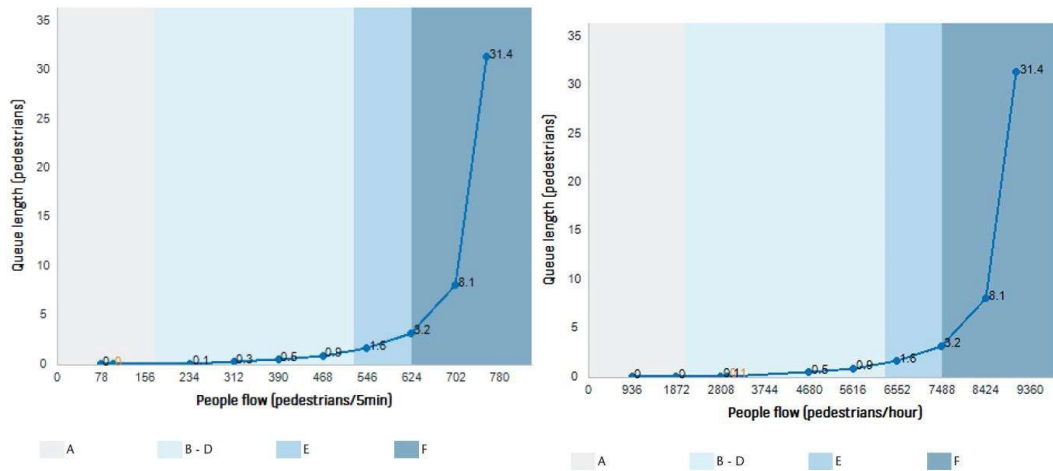 35
30
25
20
15
10
5
0
Queue length (pedestrians)
0 0 0.1 0.3 0.5 0.9 1.6 3.2 8.1 31.4
0 78 156 234 312 390 468 546 624 702 780
People flow (pedestrians/5min)
A B - D E F
35
30
25
20
15
10
5
0
Queue length (pedestrians)
0 0 0.1 0.5 0.9 1.6 3.2 8.1 31.4
0 936 1872 2808 3744 4680 5616 6552 7488 8424 9360
People flow (pedestrians/hour)
A B - D E F